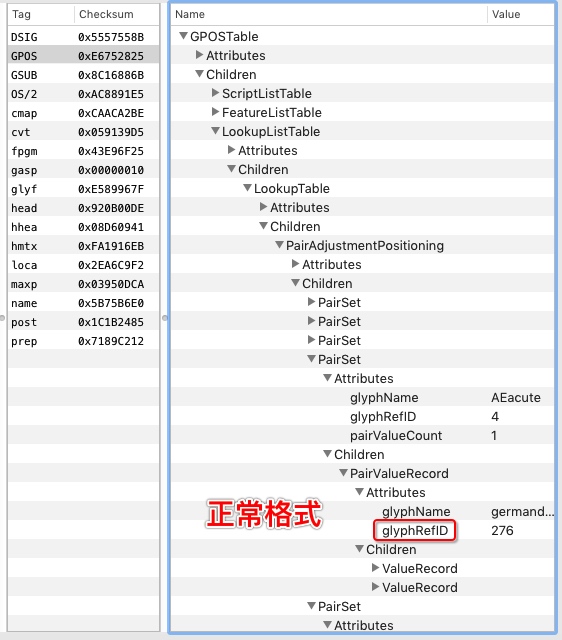 Tag Checksum
DSIG 0x5557558B
GPOS 0xE6752825
GSUB 0x8C16886B
OS/2 0xAC8891E5
cmap 0xCAACA2BE
cvt 0x059139D5
fpgm 0x43E96F25
gasp 0x00000010
glyf 0xE589967F
head 0x920B00DE
hhea 0x08D60941
hmtx 0xFA1916EB
loca 0x2EA6C9F2
maxp 0x03950DCA
name 0x5B75B6E0
post 0x1C1B2485
prep 0x7189C212
Name Value
GPOSTable
Attributes
Children
ScriptListTable
FeatureListTable
LookupListTable
Attributes
Children
LookupTable
Attributes
Children
PairAdjustmentPositioning
Attributes
Children
PairSet
PairSet
PairSet
PairSet
Attributes
glyphName AEacute
glyphRefID 4
pairValueCount 1
Children
PairValueRecord
Attributes
glyphName germand...
glyphRefID 276
Children
ValueRecord
ValueRecord
PairSet
Attributes
正常格式